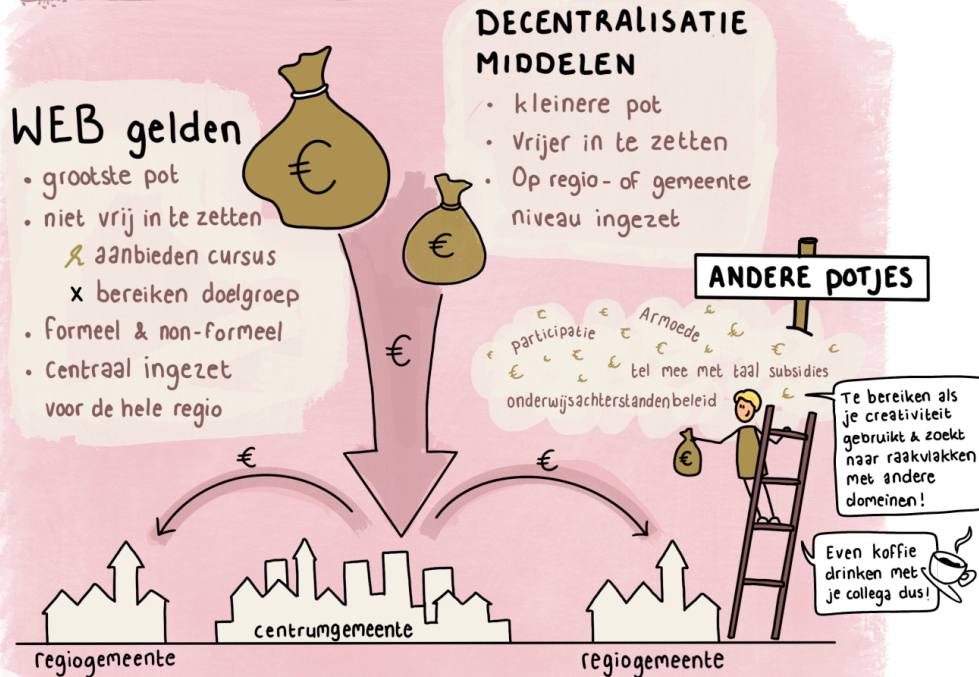 WEB gelden
• grootste pot
• niet vrij in te zetten
aanbieden cursus
x bereiken doelgroep
• formeel & non-formeel
• Centraal ingezet
voor de hele regio
€
€
DECENTRALISATIE
MIDDELEN
• kleinere pot
• Vrijer in te zetten
• Op regio- of gemeente
niveau ingezet
ANDERE POTJES
participatie
Armoede
tel mee met taal subsidies
onderwijsachterstandenbeleid
€
Te bereiken als
je creativiteit
gebruikt & zoekt
naar raakvlakken
met andere
domeinen!
Even koffie
drinken met
je collega dus!
€
€
€
regiogemeente
centrumgemeente
regiogemeente